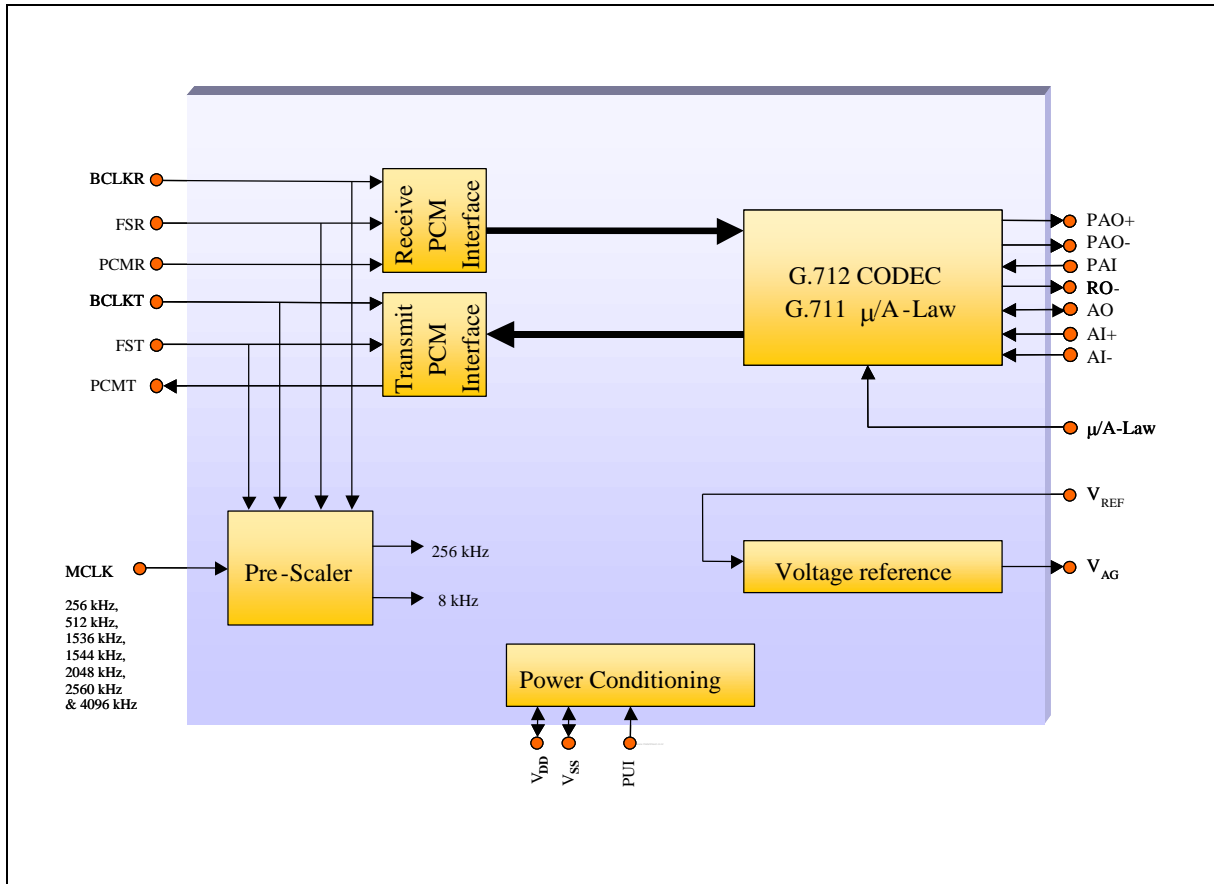 BCLKR
FSR
PCMR
BCLKT
FST
PCMT
Receive
PCM
Interface
Transmit
PCM
Interface
G.712 CODEC
G.711 μ/A-Law
PAO+
PAO-
PAI
RO-
AO
AI+
AI-
μ/A-Law
VREF
Voltage reference
VAG
MCLK
256 kHz,
512 kHz,
1536 kHz,
1544 kHz,
2048 kHz,
2560 kHz
& 4096 kHz
Pre-Scaler
256 kHz
8 kHz
Power Conditioning
VDD
VSS
PUI